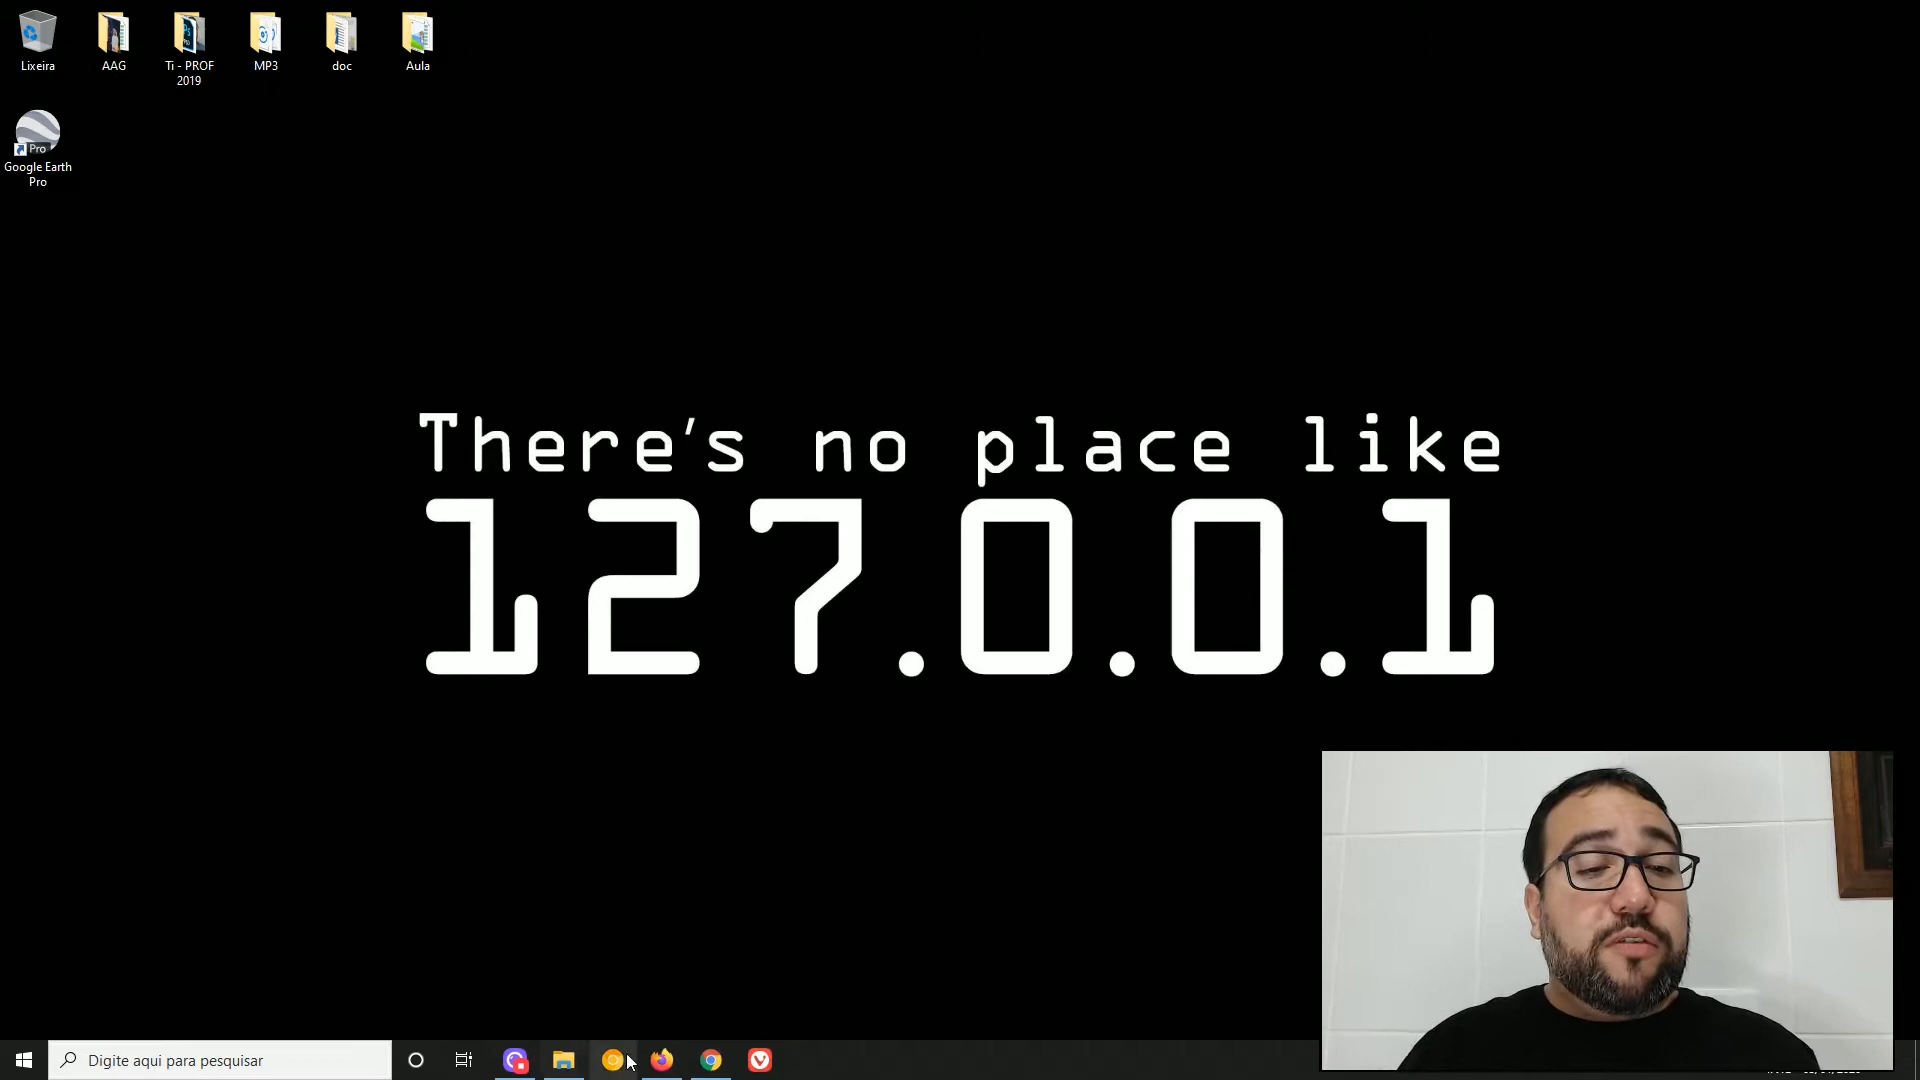 Lixeira
AAG
Ti - PROF
2019
MP3
doc
Aula
Pro
Google Earth
Pro
There's no place like
127.0.0.1
Digite aqui para pesquisar